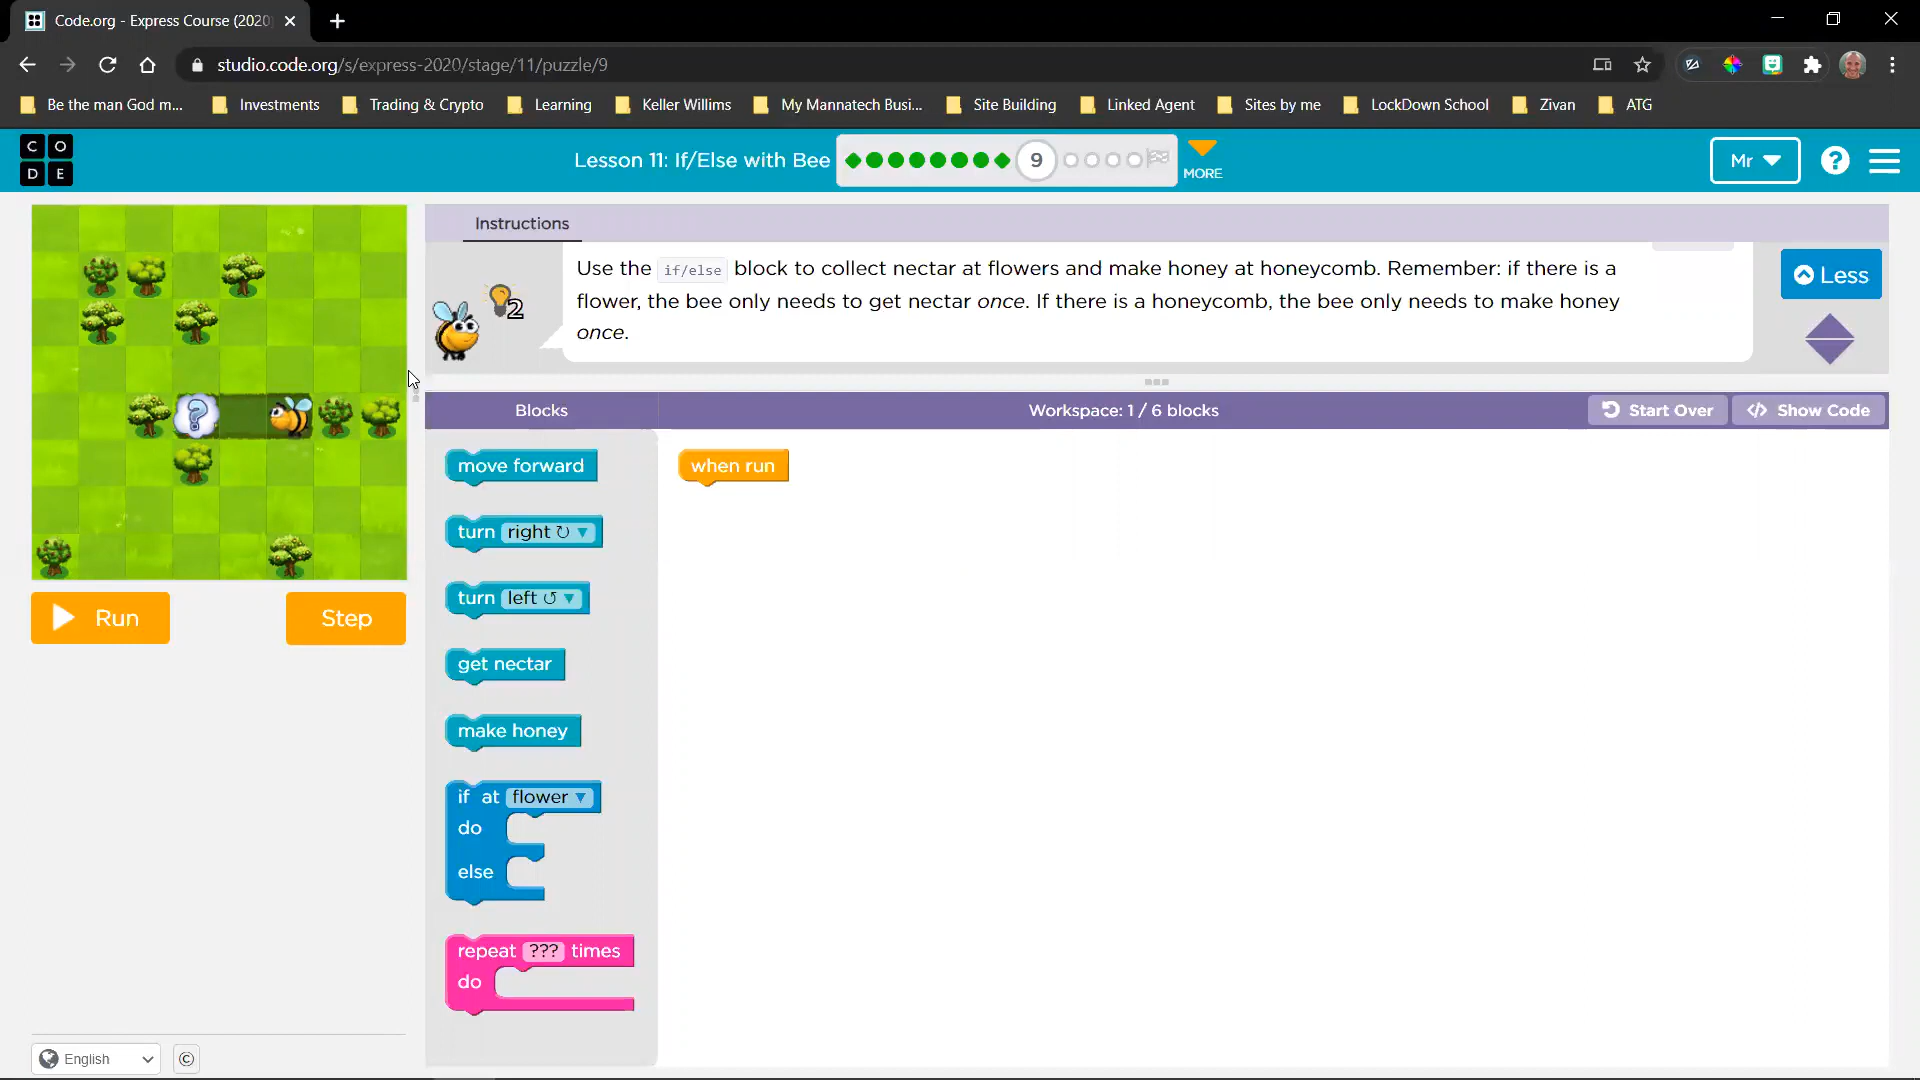 Code.org - Express Course (2020)
studio.code.org/s/express-2020/stage/11/puzzle/9
Be the man God m... Investments Trading & Crypto Learning Keller Willims My Mannatech Busi... Site Building Linked Agent Sites by me LockDown School Zivan ATG
C O D E
Lesson 11: If/Else with Bee
9
MORE
Mr
?
Instructions
Use the if/else block to collect nectar at flowers and make honey at honeycomb. Remember: if there is a
flower, the bee only needs to get nectar once. If there is a honeycomb, the bee only needs to make honey
once.
2
Less
?
Blocks
Workspace: 1 / 6 blocks
Start Over
Show Code
move forward
when run
turn right ↻
turn left ↺
get nectar
make honey
if at flower
do
else
repeat ??? times
do
Run
Step
English
©